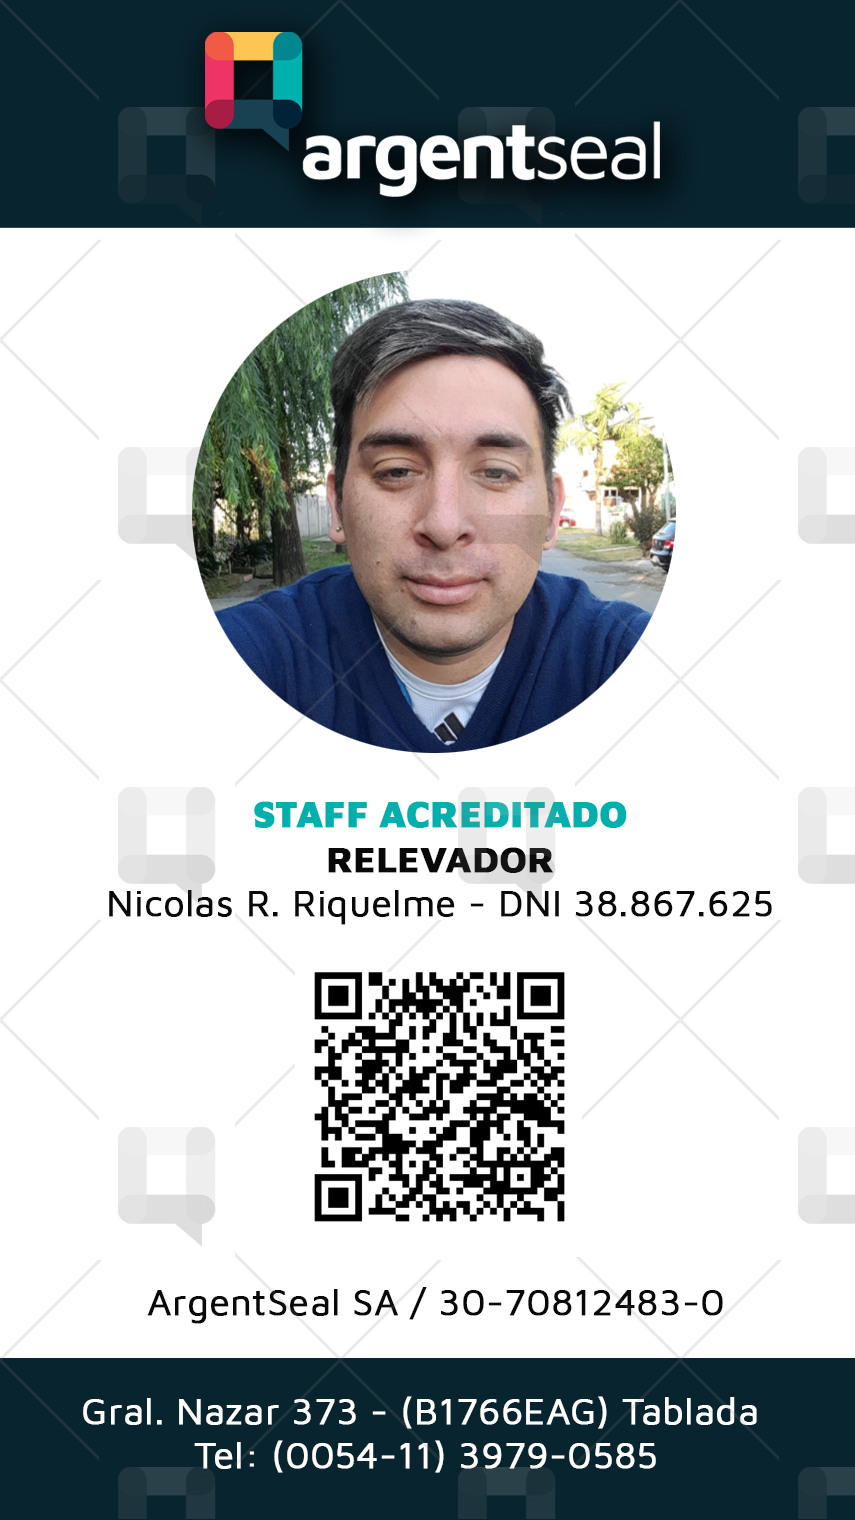 argentseal
STAFF ACREDITADO
RELEVADOR
Nicolas R. Riquelme - DNI 38.867.625
ArgentSeal SA / 30-70812483-0
Gral. Nazar 373 - (B1766EAG) Tablada
Tel: (0054-11) 3979-0585